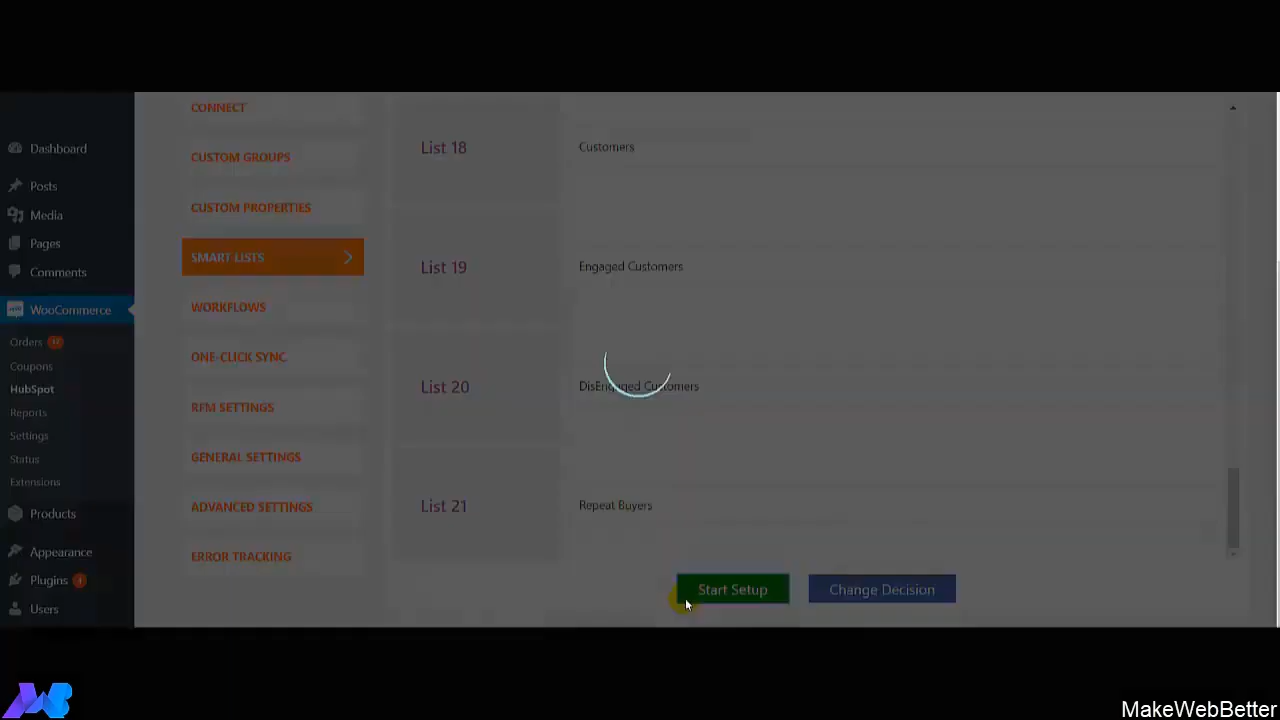 Dashboard
Posts
Media
Pages
Comments
WooCommerce
Orders
Coupons
HubSpot
Reports
Settings
Status
Extensions
Products
Appearance
Plugins
Users
CONNECT
CUSTOM GROUPS
CUSTOM PROPERTIES
SMART LISTS
WORKFLOWS
ONE-CLICK SYNC
RFM SETTINGS
GENERAL SETTINGS
ADVANCED SETTINGS
ERROR TRACKING
List 18 Customers
List 19 Engaged Customers
List 20 DisEngaged Customers
List 21 Repeat Buyers
Start Setup Change Decision
MakeWebBetter